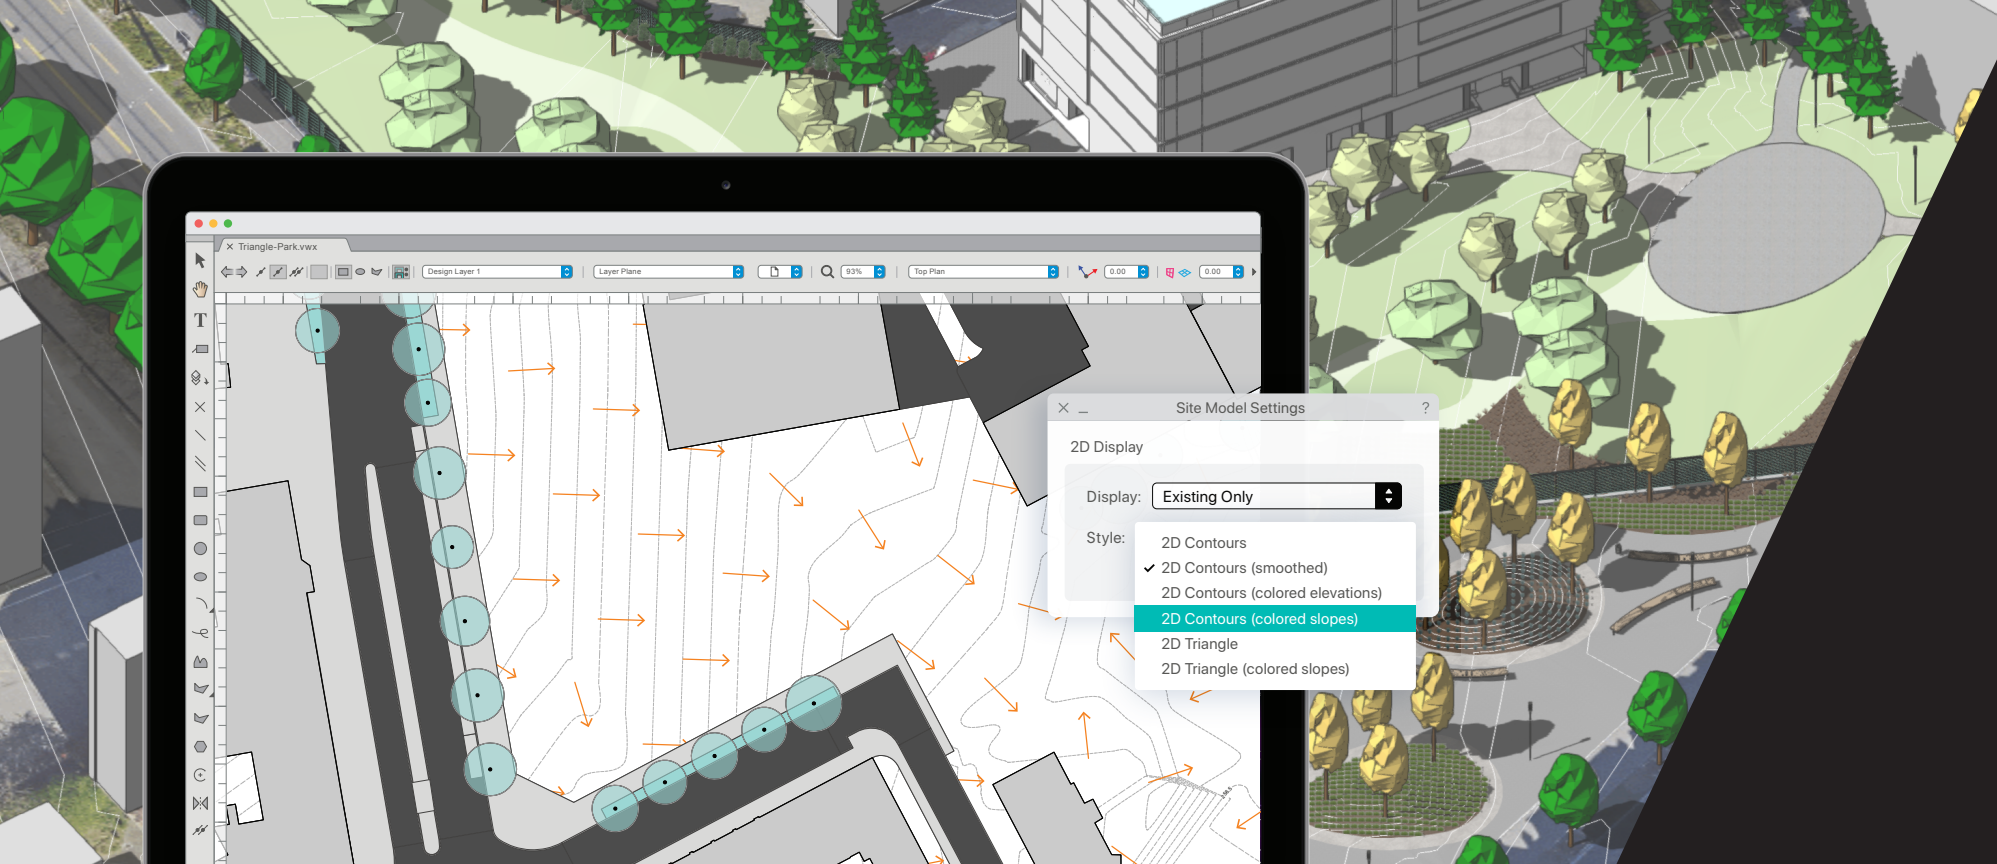 Triangle-Park.vwx
Design Layer 1
Layer Plane
93%
Top Plan
0.00
0.00
T
Site Model Settings
?
2D Display
Display:
Existing Only
Style:
2D Contours
2D Contours (smoothed)
2D Contours (colored elevations)
2D Contours (colored slopes)
2D Triangle
2D Triangle (colored slopes)